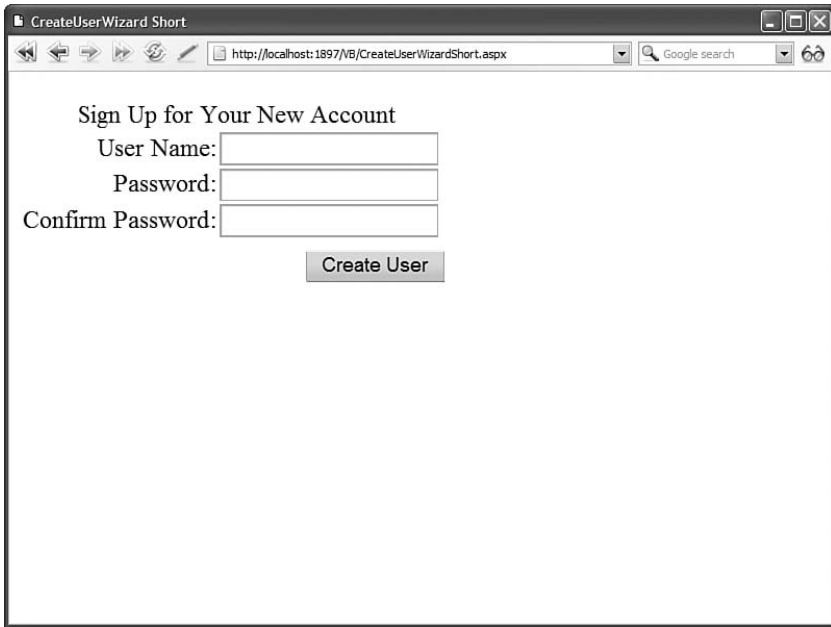 CreateUserWizard Short
http://localhost:1897/VB/CreateUserWizardShort.aspx
Google search
Sign Up for Your New Account
User Name:
Password:
Confirm Password:
Create User